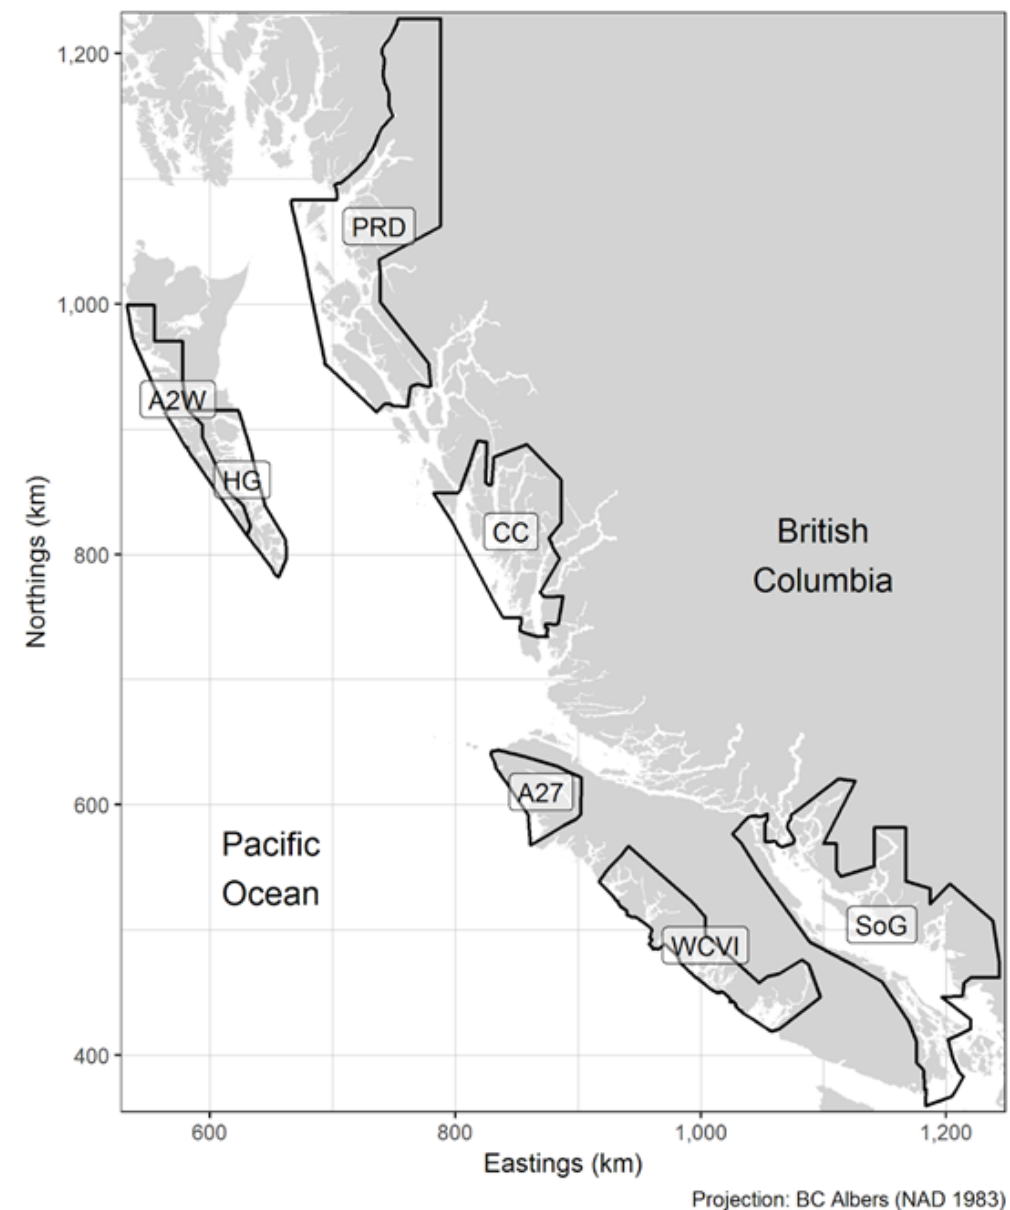 1,200
PRD
1,000
A2W
HG
CC
British
Columbia
800
Northings (km)
A27
600
Pacific
Ocean
SoG
WCVI
400
600
800
1,000
1,200
Eastings (km)
Projection: BC Albers (NAD 1983)